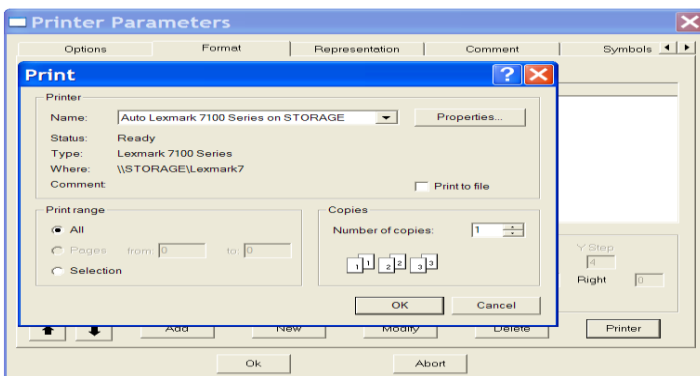 Printer Parameters
Options Format Representation Comment Symbols
Print
Printer
Name: Auto Lexmark 7100 Series on STORAGE Properties...
Status: Ready
Type: Lexmark 7100 Series
Where: \\STORAGE\Lexmark7
Comment: Print to file
Print range
All
Pages from: 0 to: 0
Selection
Copies
Number of copies: 1
1 1 2 2 3 3
Y Step
4
Right 0
OK Cancel
Add New Modify Delete Printer
Ok Abort